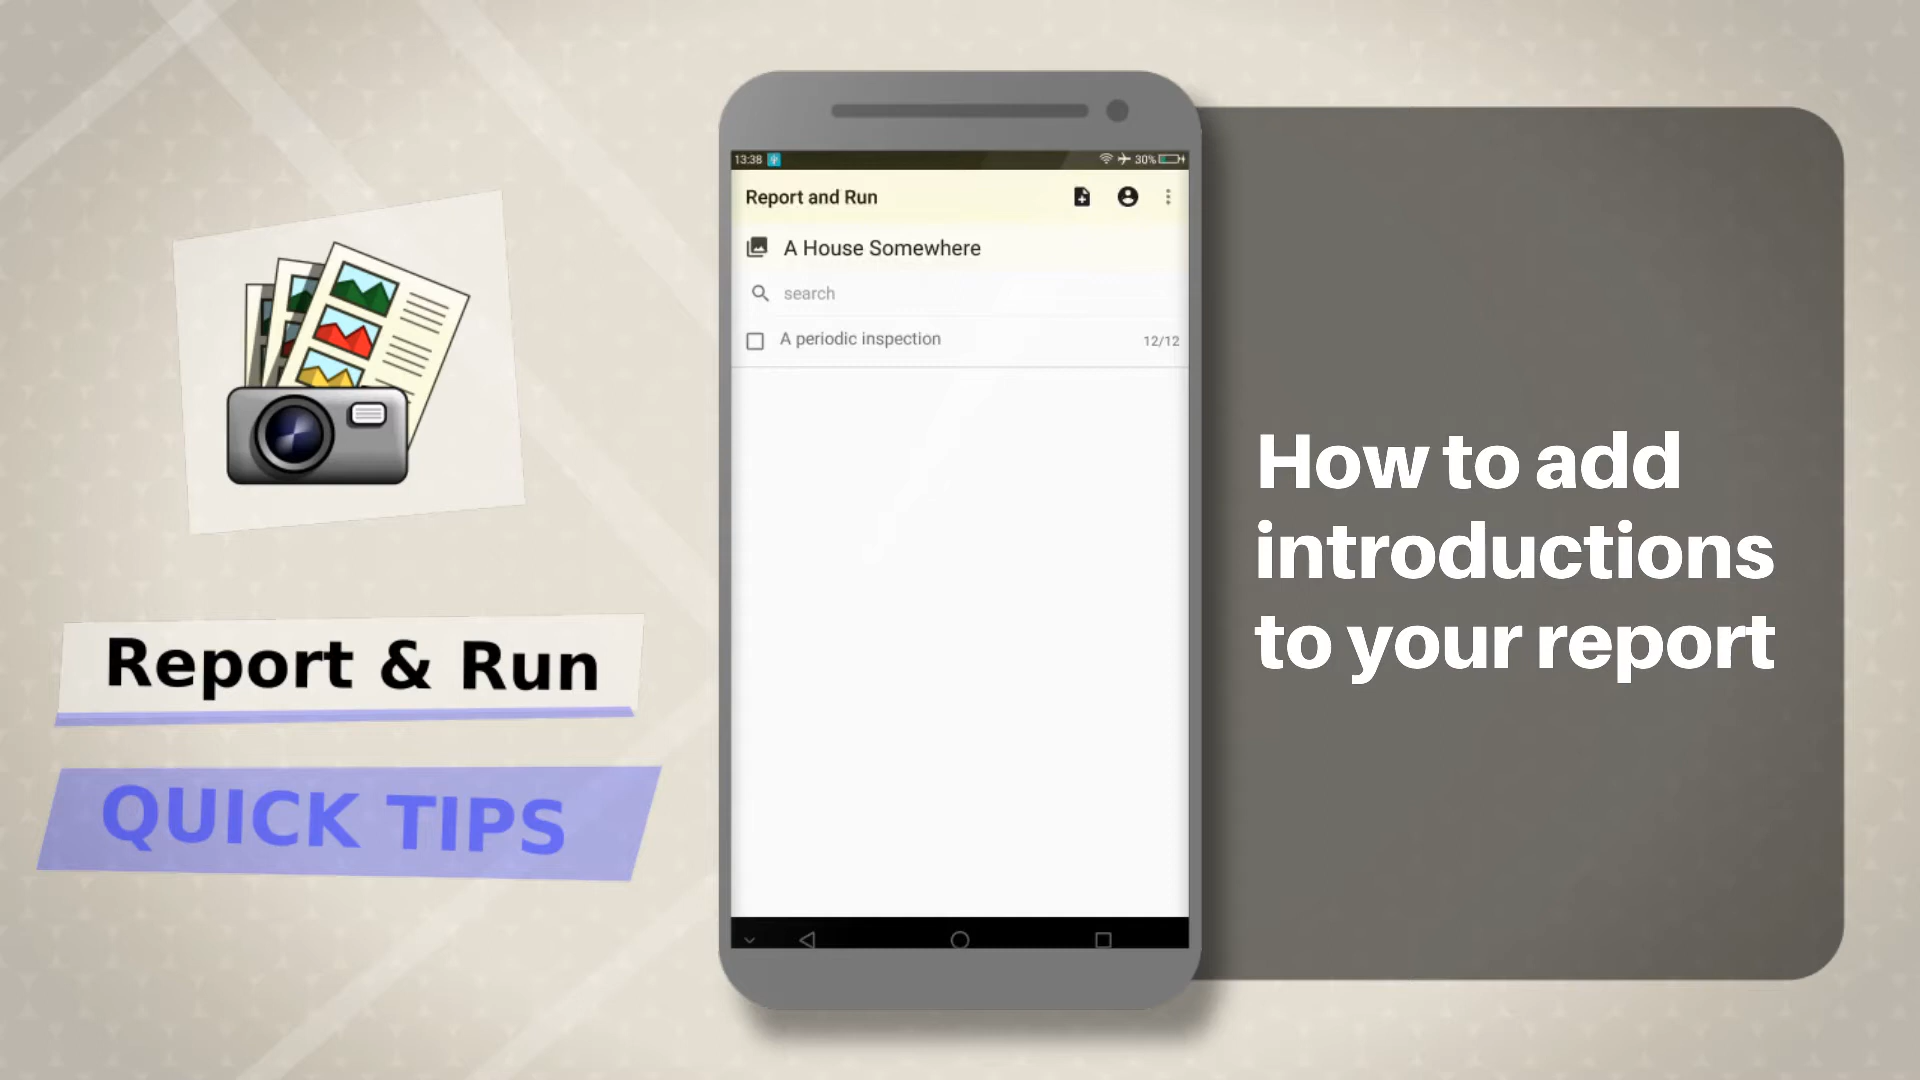 Report & Run
QUICK TIPS
13:38
30%
Report and Run
A House Somewhere
search
A periodic inspection
12/12
How to add
introductions
to your report